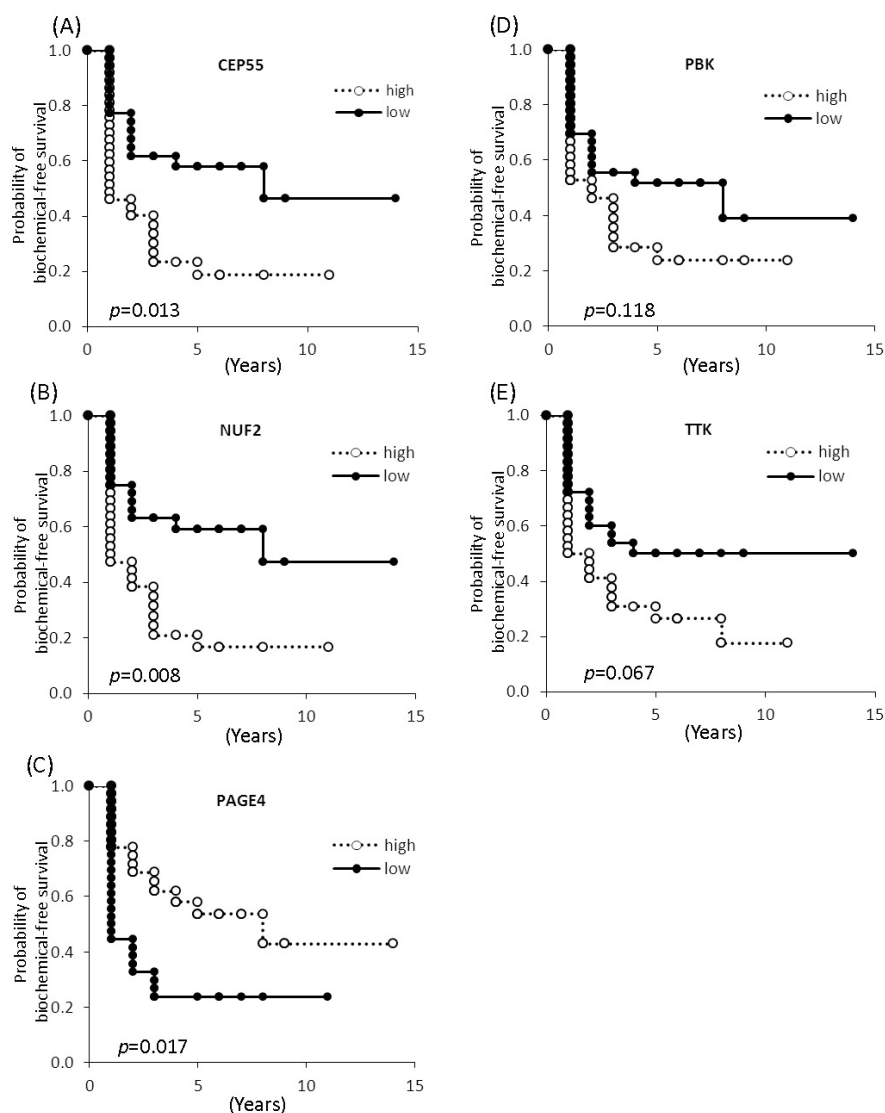 (A)
CEP55
1.0
0.8
0.6
0.4
0.2
0.0
Probability of
biochemical-free survival
high
low
p=0.013
0 5 10 15
(Years)
(B)
NUF2
1.0
0.8
0.6
0.4
0.2
0.0
Probability of
biochemical-free survival
high
low
p=0.008
0 5 10 15
(Years)
(C)
PAGE4
1.0
0.8
0.6
0.4
0.2
0.0
Probability of
biochemical-free survival
high
low
p=0.017
0 5 10 15
(Years)
(D)
PBK
1.0
0.8
0.6
0.4
0.2
0.0
Probability of
biochemical-free survival
high
low
p=0.118
0 5 10 15
(Years)
(E)
TTK
1.0
0.8
0.6
0.4
0.2
0.0
Probability of
biochemical-free survival
high
low
p=0.067
0 5 10 15
(Years)